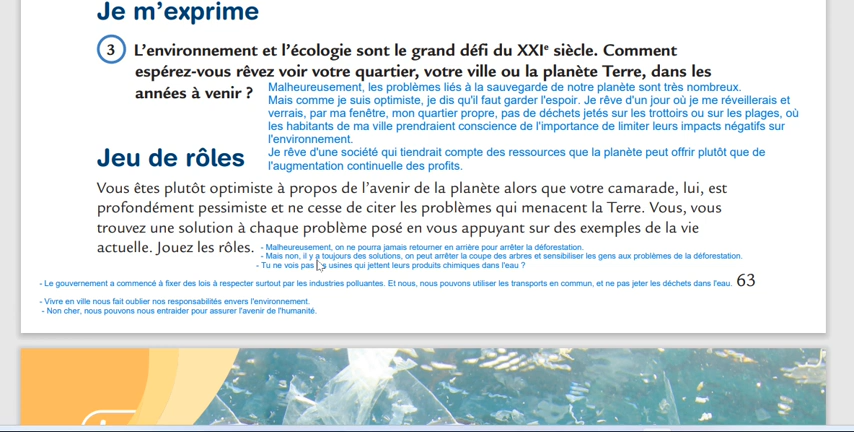 Je m'exprime
3 L'environnement et l'écologie sont le grand défi du XXIe siècle. Comment
espérez-vous rêvez voir votre quartier, votre ville ou la planète Terre, dans les
années à venir ?
Malheureusement, les problèmes liés à la sauvegarde de notre planète sont très nombreux.
Mais comme je suis optimiste, je dis qu'il faut garder l'espoir. Je rêve d'un jour où je me réveillerais et
verrais, par ma fenêtre, mon quartier propre, pas de déchets jetés sur les trottoirs ou sur les plages, où
les habitants de ma ville prendraient conscience de l'importance de limiter leurs impacts négatifs sur
l'environnement.
Je rêve d'une société qui tiendrait compte des ressources que la planète peut offrir plutôt que de
l'augmentation continuelle des profits.
Jeu de rôles
Vous êtes plutôt optimiste à propos de l'avenir de la planète alors que votre camarade, lui, est
profondément pessimiste et ne cesse de citer les problèmes qui menacent la Terre. Vous, vous
trouvez une solution à chaque problème posé en vous appuyant sur des exemples de la vie
actuelle. Jouez les rôles.
- Malheureusement, on ne pourra jamais retourner en arrière pour arrêter la déforestation.
- Mais non, il y a toujours des solutions, on peut arrêter la coupe des arbres et sensibiliser les gens aux problèmes de la déforestation.
- Tu ne vois pas les usines qui jettent leurs produits chimiques dans l'eau ?
- Le gouvernement a commencé à fixer des lois à respecter surtout par les industries polluantes. Et nous, nous pouvons utiliser les transports en commun, et ne pas jeter les déchets dans l'eau.
63
- Vivre en ville nous fait oublier nos responsabilités envers l'environnement.
- Non cher, nous pouvons nous entraider pour assurer l'avenir de l'humanité.